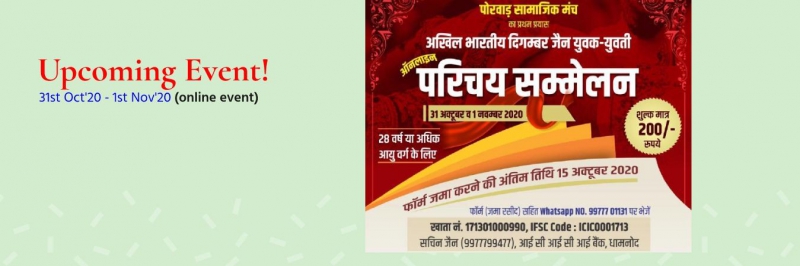 Upcoming Event!
31st Oct'20 - 1st Nov'20 (online event)
पोरवाड़ सामाजिक मंच
का प्रथम प्रयास
अखिल भारतीय दिगम्बर जैन युवक-युवती
ऑनलाइन
परिचय सम्मेलन
31 अक्टूबर व 1 नवम्बर 2020
शुल्क मात्र
200/-
रूपये
28 वर्ष या अधिक
आयु वर्ग के लिए
फॉर्म जमा करने की अंतिम तिथि 15 अक्टूबर 2020
फॉर्म (जमा रसीद) सहित Whatsapp NO. 99777 01131 पर भेजें
खाता नं. 171301000990, IFSC Code : ICIC0001713
सचिन जैन (9977799477), आई सी आई सी आई बैंक, धामनोद